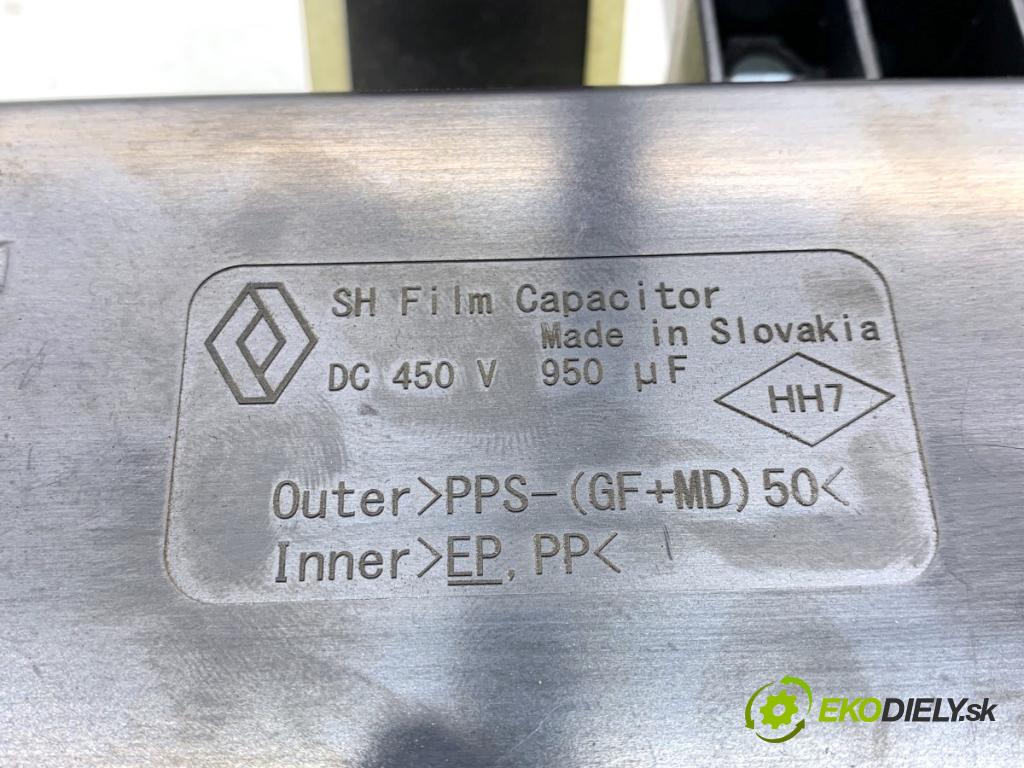 SH Film Capacitor
Made in Slovakia
DC 450 V 950 μF
HH7
Outer>PPS-(GF+MD)50<
Inner>EP,PP<
EKODIELY.sk